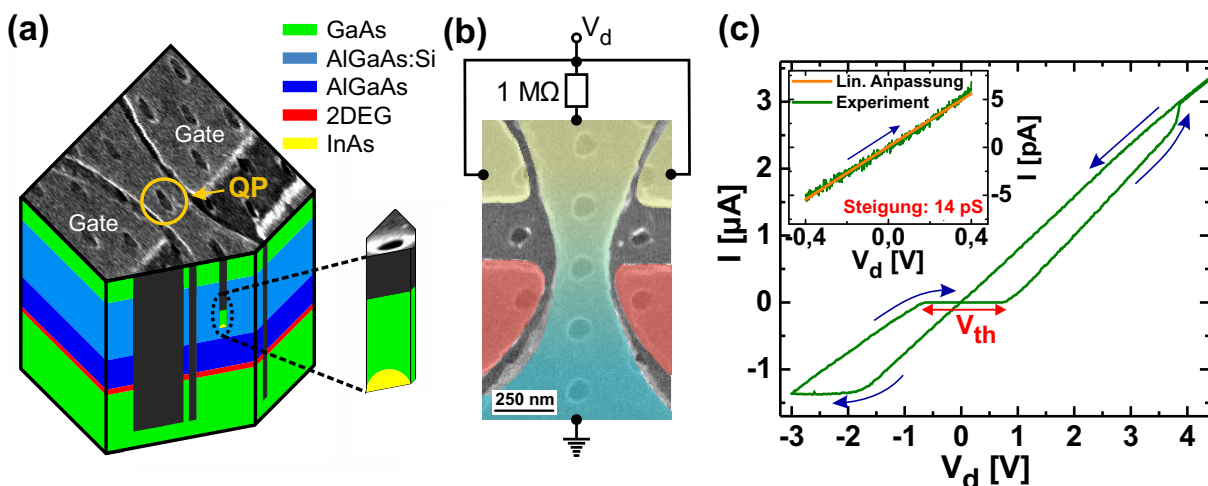 (a)
GaAs
AlGaAs:Si
AlGaAs
2DEG
InAs
Gate
QP
Gate
(b)
V_d
1 MΩ
250 nm
(c)
Lin. Anpassung
Experiment
Steigung: 14 pS
5
0
-5
I [pA]
-0,4
0,0
0,4
V_d [V]
3
2
1
0
-1
I [µA]
V_th
-3
-2
-1
0
1
2
3
4
V_d [V]